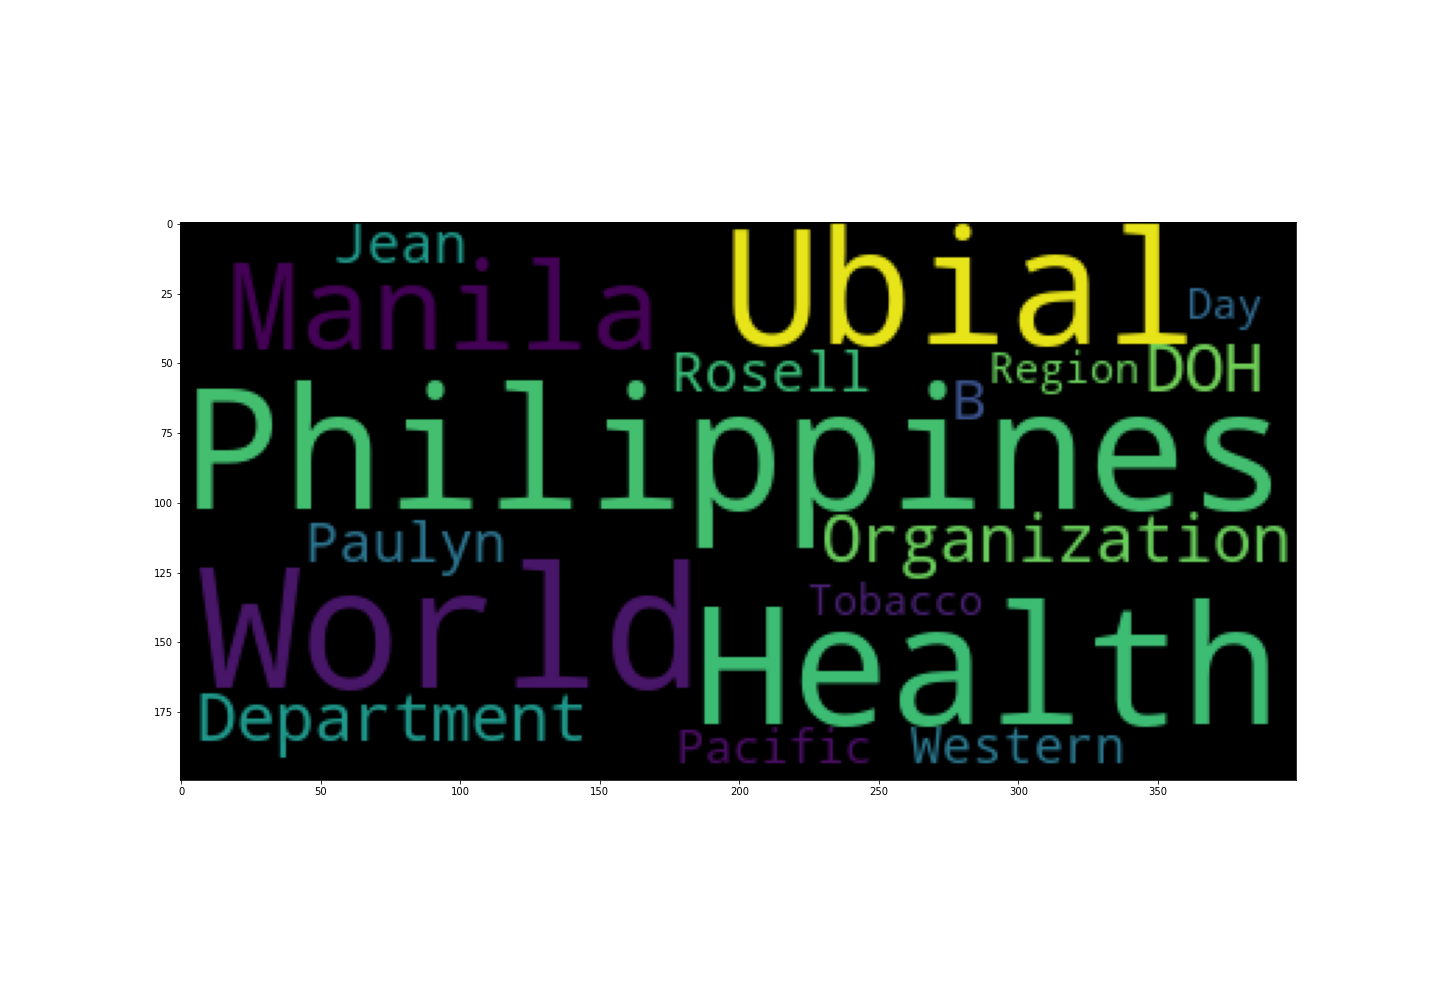 Jean
Manila
Ubial
Day
Rosell
Region
DOH
B
Philippines
Paulyn
Organization
World
Tobacco
Health
Department
Pacific
Western
0
25
50
75
100
125
150
175
0 50 100 150 200 250 300 350